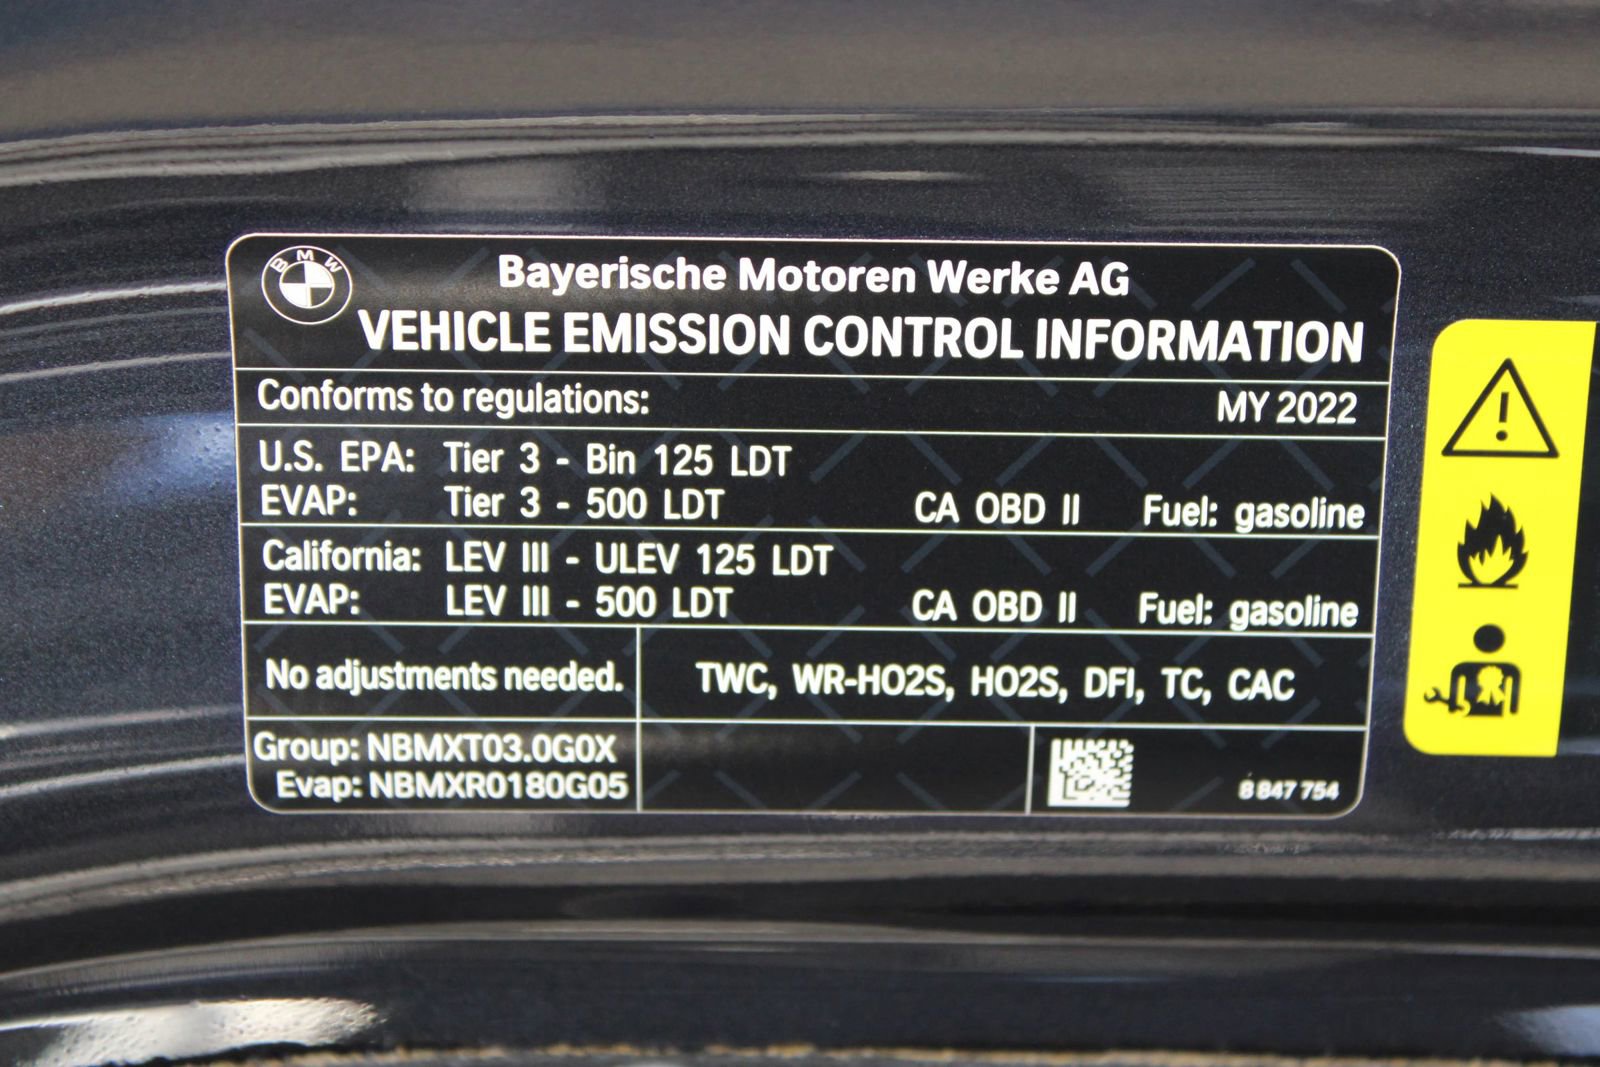 BMW
Bayerische Motoren Werke AG
VEHICLE EMISSION CONTROL INFORMATION
Conforms to regulations: MY 2022
U.S. EPA: Tier 3 - Bin 125 LDT
EVAP: Tier 3 - 500 LDT CA OBD II Fuel: gasoline
California: LEV III - ULEV 125 LDT
EVAP: LEV III - 500 LDT CA OBD II Fuel: gasoline
No adjustments needed. TWC, WR-HO2S, HO2S, DFI, TC, CAC
Group: NBMXT03.0G0X
Evap: NBMXR0180G05 8 847 754